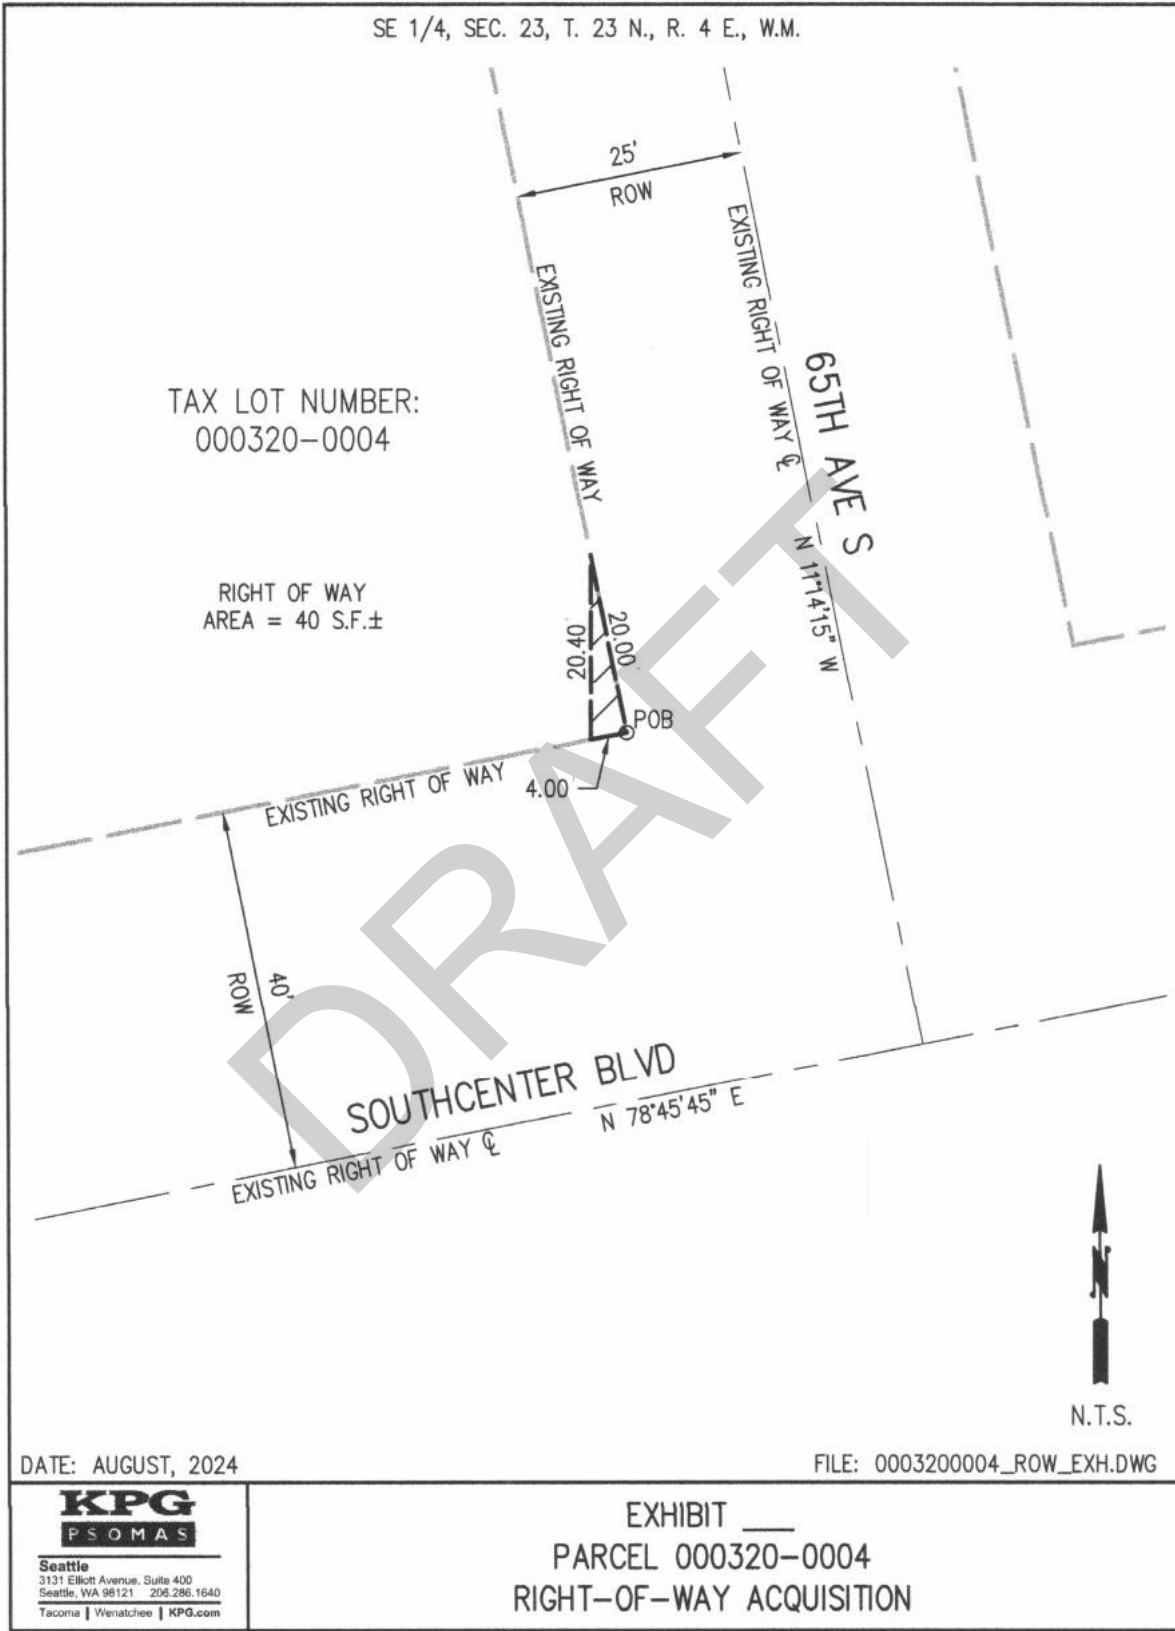 SE 1/4, SEC. 23, T. 23 N., R. 4 E., W.M.
25'
ROW
EXISTING RIGHT OF WAY
EXISTING RIGHT OF WAY ℄
65TH AVE S
N 11°14'15" W
TAX LOT NUMBER:
000320-0004
RIGHT OF WAY
AREA = 40 S.F.±
20.40
20.00
POB
4.00
EXISTING RIGHT OF WAY
40'
ROW
SOUTHCENTER BLVD
N 78°45'45" E
EXISTING RIGHT OF WAY ℄
DRAFT
N
N.T.S.
DATE: AUGUST, 2024
FILE: 0003200004_ROW_EXH.DWG
KPG
PSOMAS
Seattle
3131 Elliott Avenue, Suite 400
Seattle, WA 98121 206.286.1640
Tacoma | Wenatchee | KPG.com
EXHIBIT ___
PARCEL 000320-0004
RIGHT-OF-WAY ACQUISITION